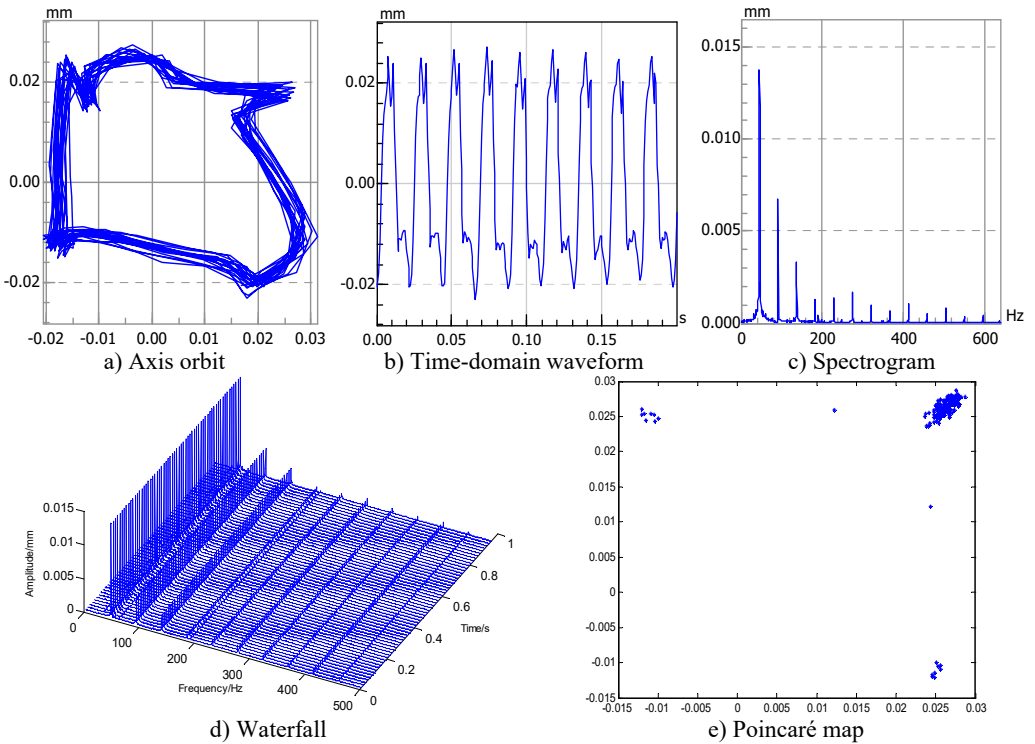 mm
0.02
0.00
-0.02
-0.02 -0.01 0.00 0.01 0.02 0.03
a) Axis orbit
mm
0.02
0.00
-0.02
s
0.00 0.05 0.10 0.15
b) Time-domain waveform
mm
0.015
0.010
0.005
0.000
Hz
0 200 400 600
c) Spectrogram
0.015
0.010
0.005
0
Amplitude/mm
0 100 200 300 400 500
Frequency/Hz
0 0.2 0.4 0.6 0.8 1
Time/s
d) Waterfall
0.03
0.025
0.02
0.015
0.01
0.005
0
-0.005
-0.01
-0.015
-0.015 -0.01 -0.005 0 0.005 0.01 0.015 0.02 0.025 0.03
e) Poincaré map